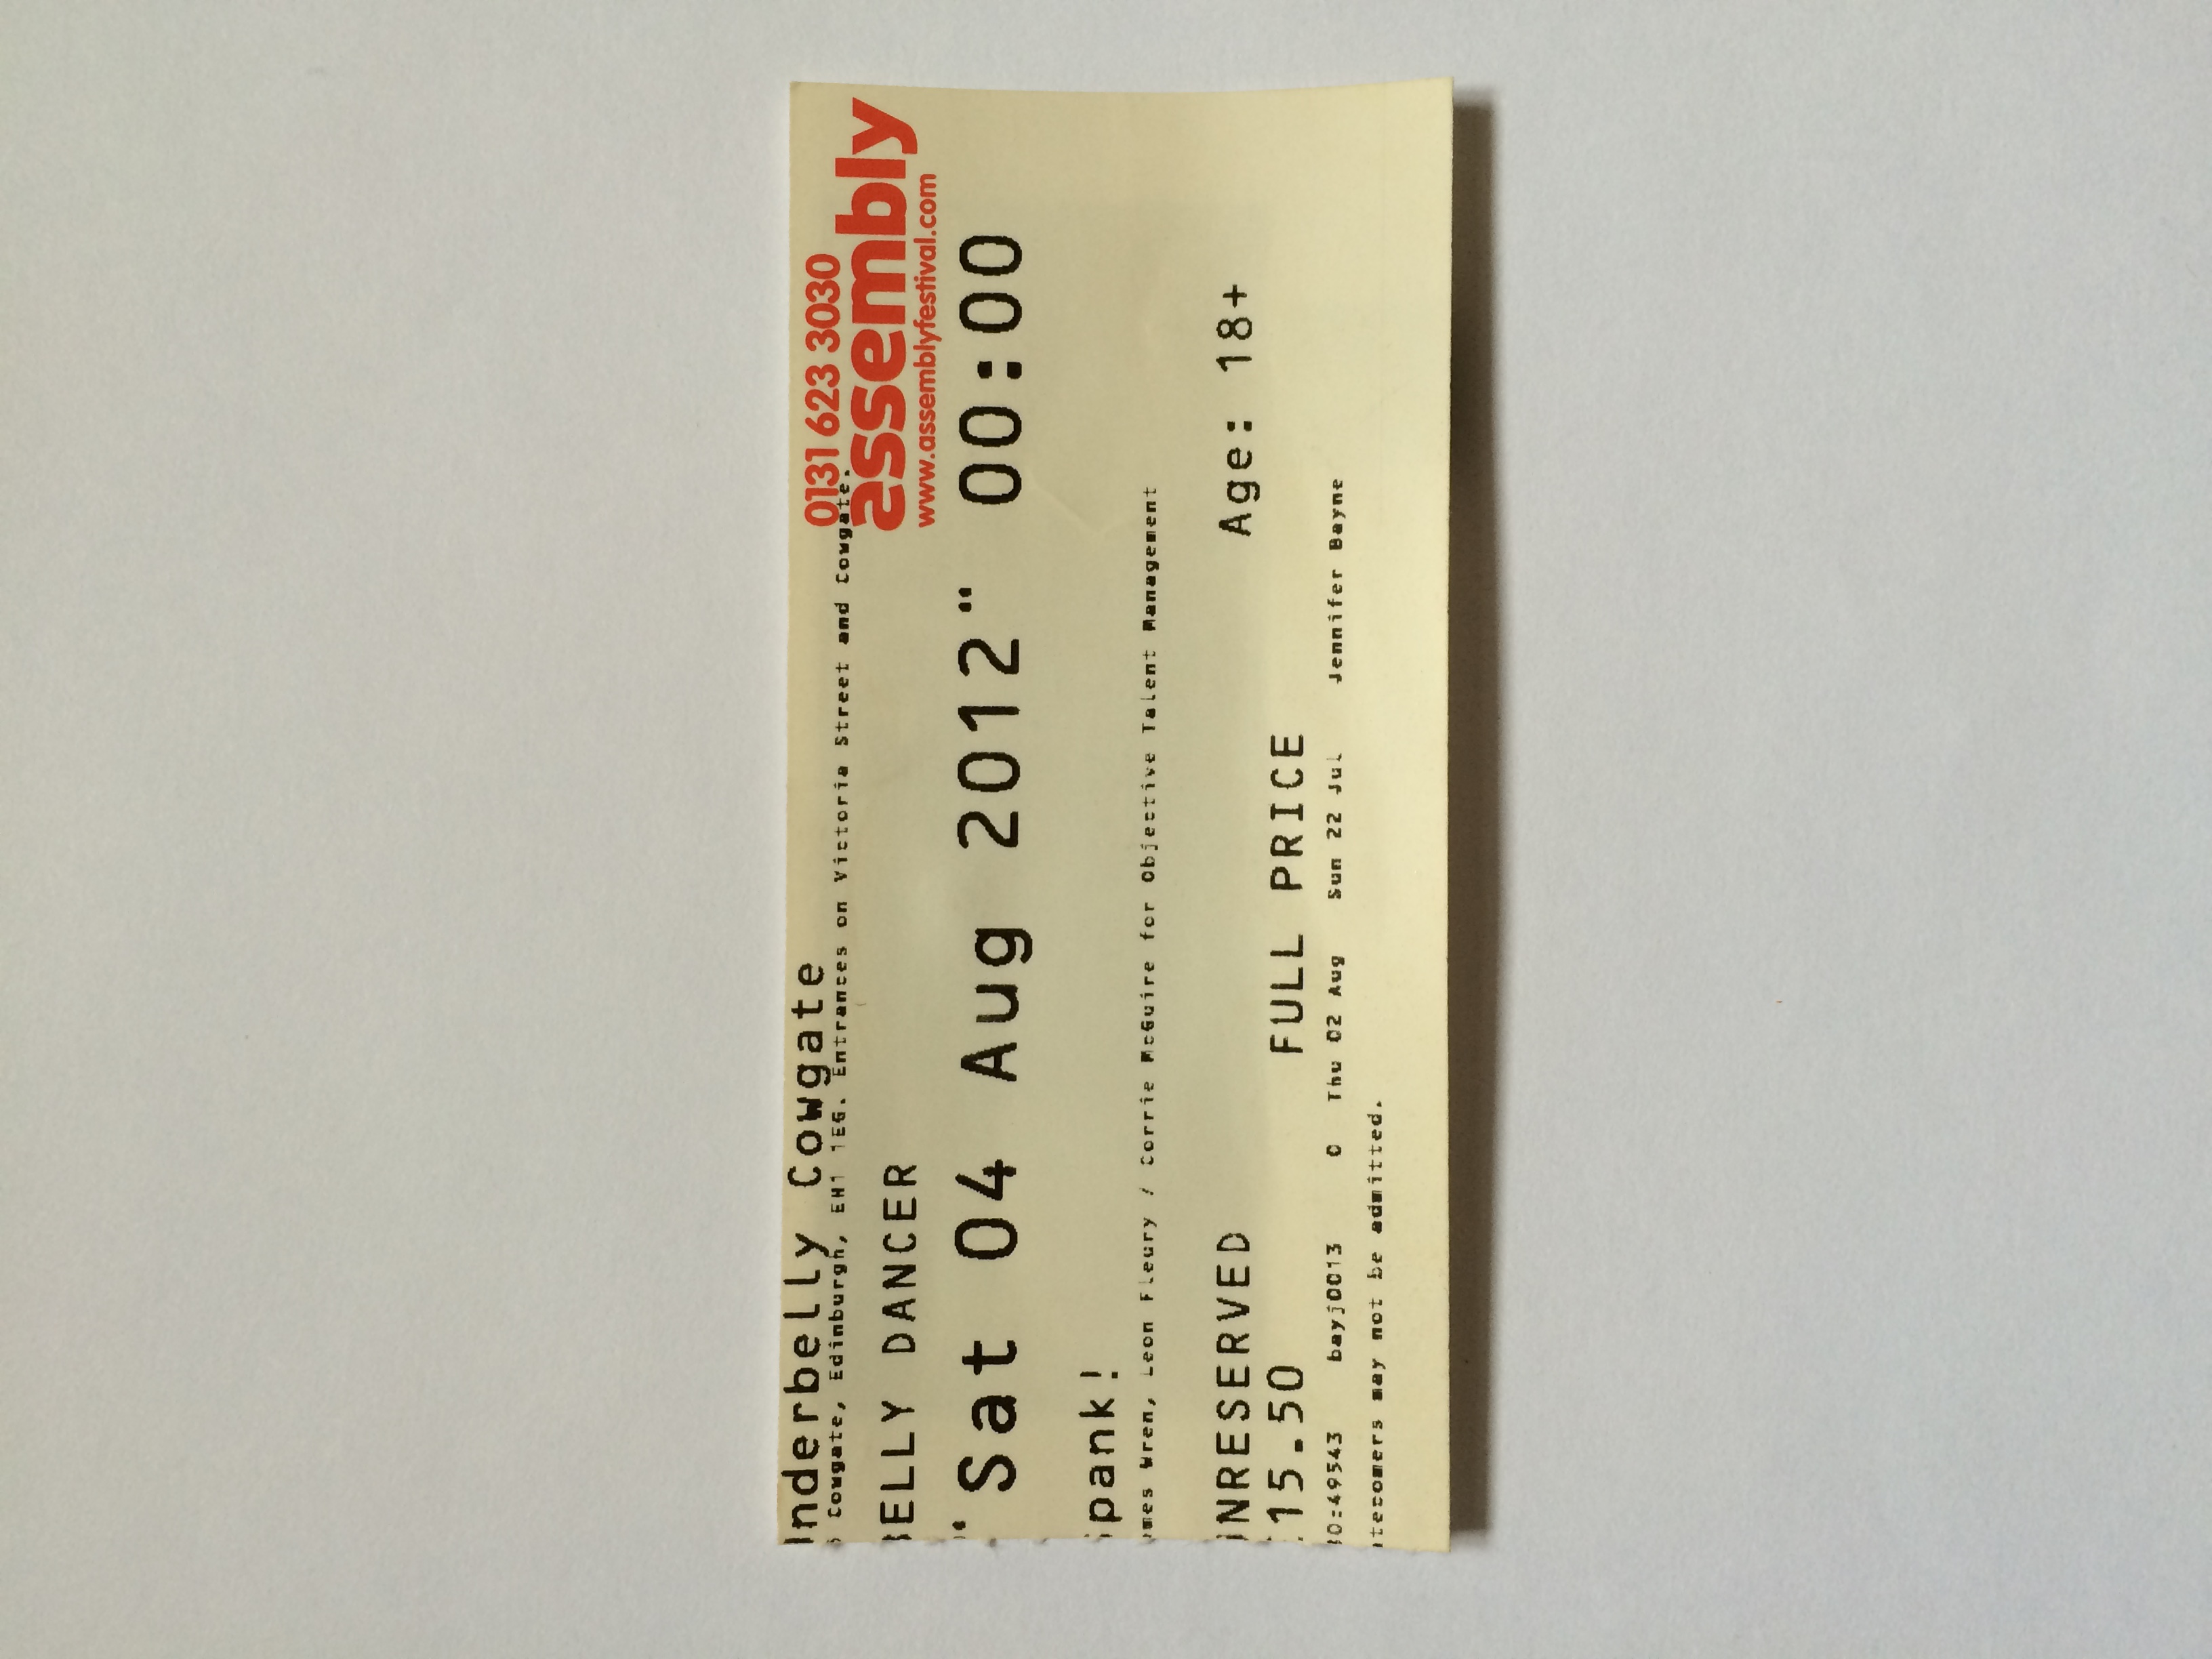 0131 623 3030
assembly
www.assemblyfestival.com
Underbelly Cowgate
Cowgate, Edinburgh, EH1 1EG. Entrances on Victoria Street and Cowgate.
BELLY DANCER
" Sat 04 Aug 2012" 00:00
Spank!
Wren, Leon Fleury / Corrie McGuire for Objective Talent Management
UNRESERVED Age: 18+
15.50 FULL PRICE
0:49543 bayj0013 0 Thu 02 Aug Sun 22 Jul Jennifer Bayne
atecomers may not be admitted.